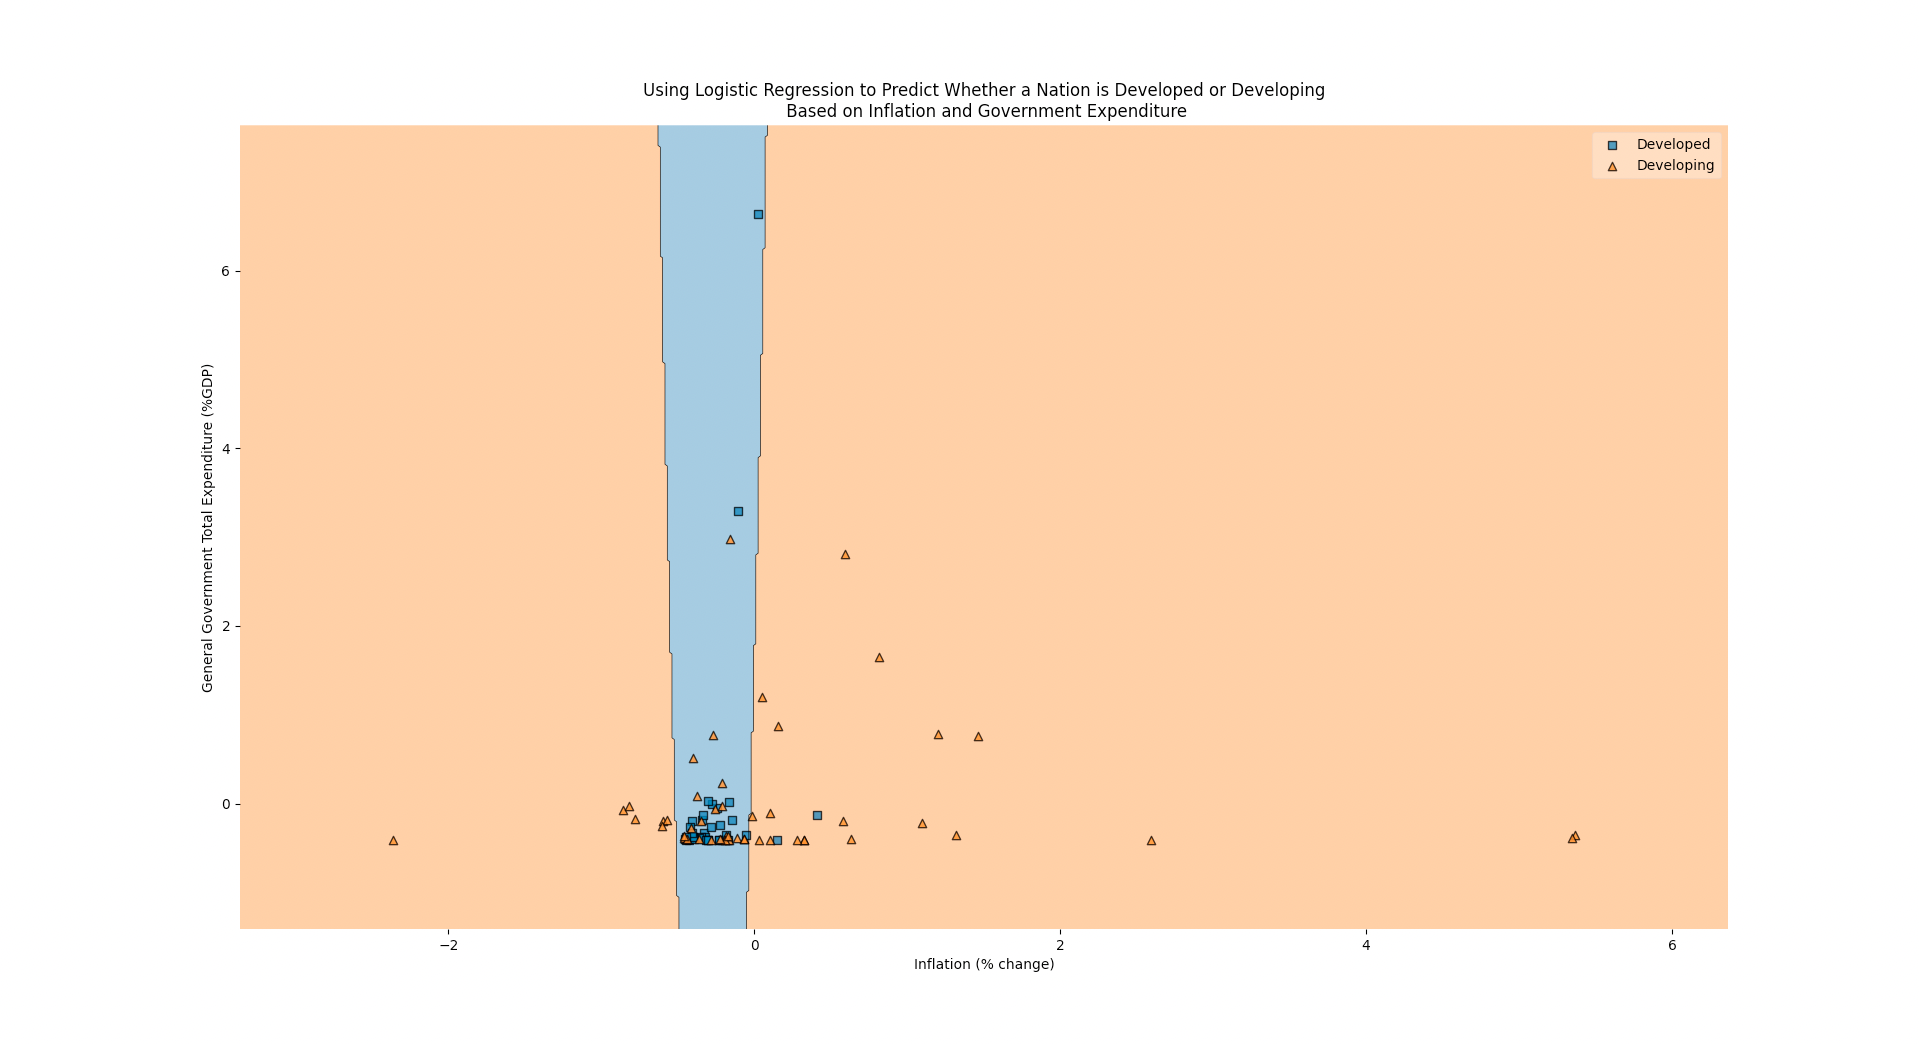 Using Logistic Regression to Predict Whether a Nation is Developed or Developing
Based on Inflation and Government Expenditure
Developed
Developing
General Government Total Expenditure (%GDP)
6
4
2
0
−2
0
2
4
6
Inflation (% change)